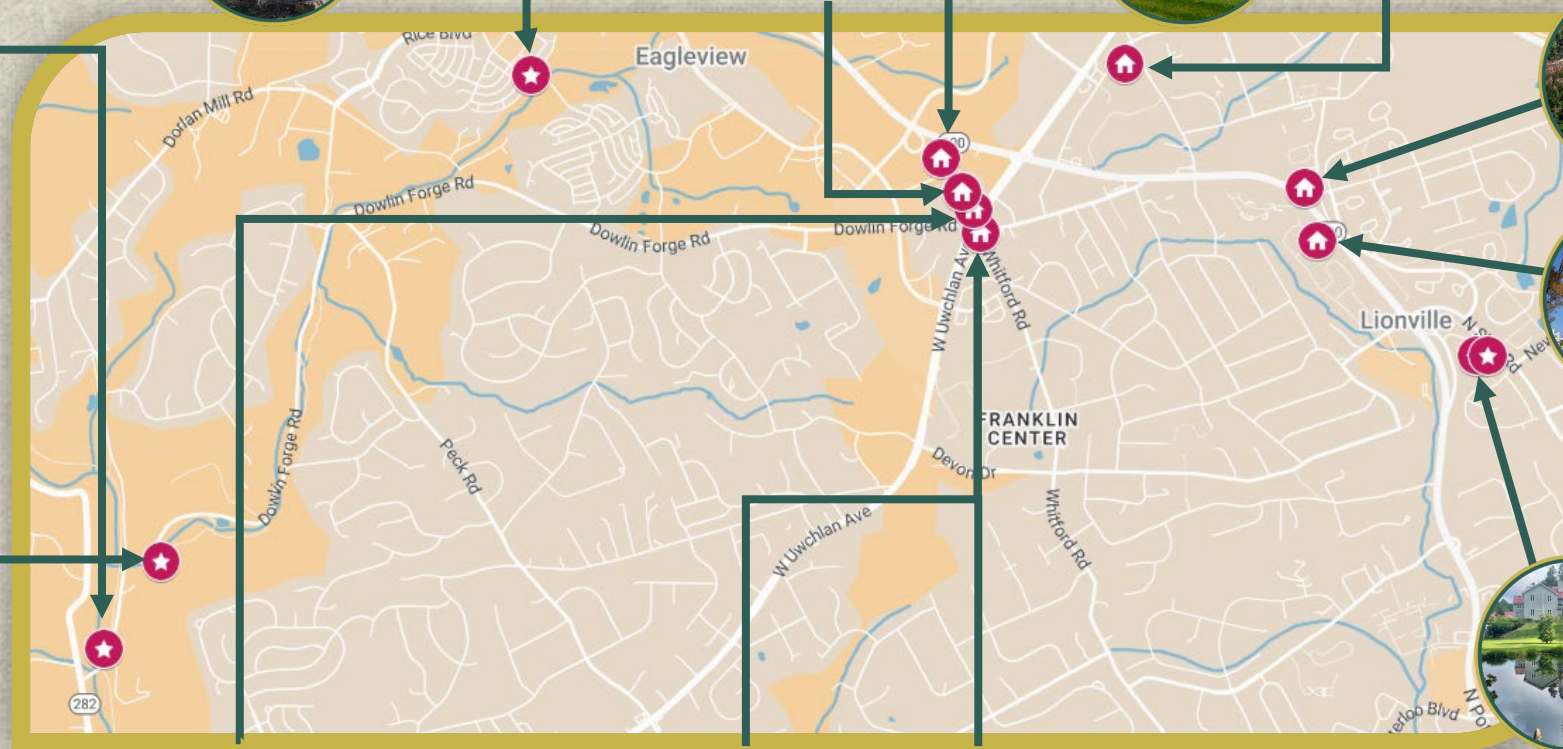 Rice Blvd
Eagleview
Dorlan Mill Rd
Dowlin Forge Rd
Dowlin Forge Rd
Dowlin Forge Rd
W Uwchlan Ave
Whitford Rd
Lionville
FRANKLIN
CENTER
Dowlin Forge Rd
Peck Rd
Devon Dr
W Uwchlan Ave
Whitford Rd
282